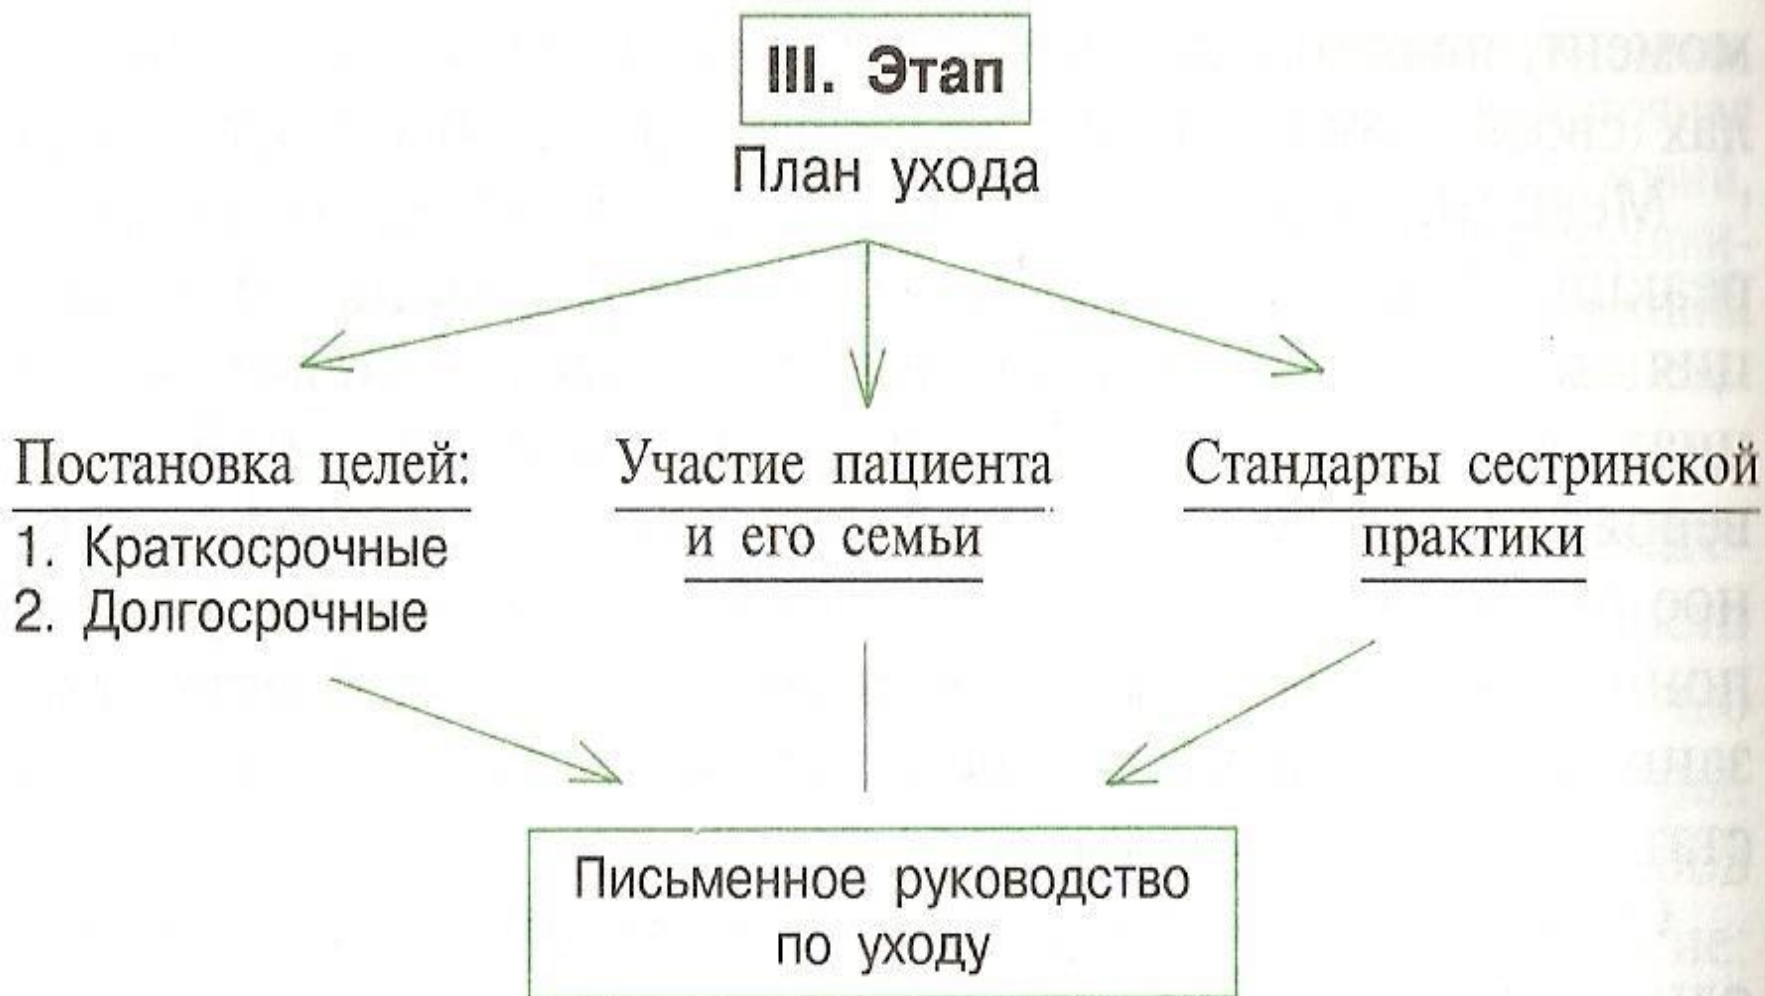 III. Этап
План ухода
Постановка целей:
1. Краткосрочные
2. Долгосрочные
Участие пациента
и его семьи
Стандарты сестринской
практики
Письменное руководство
по уходу